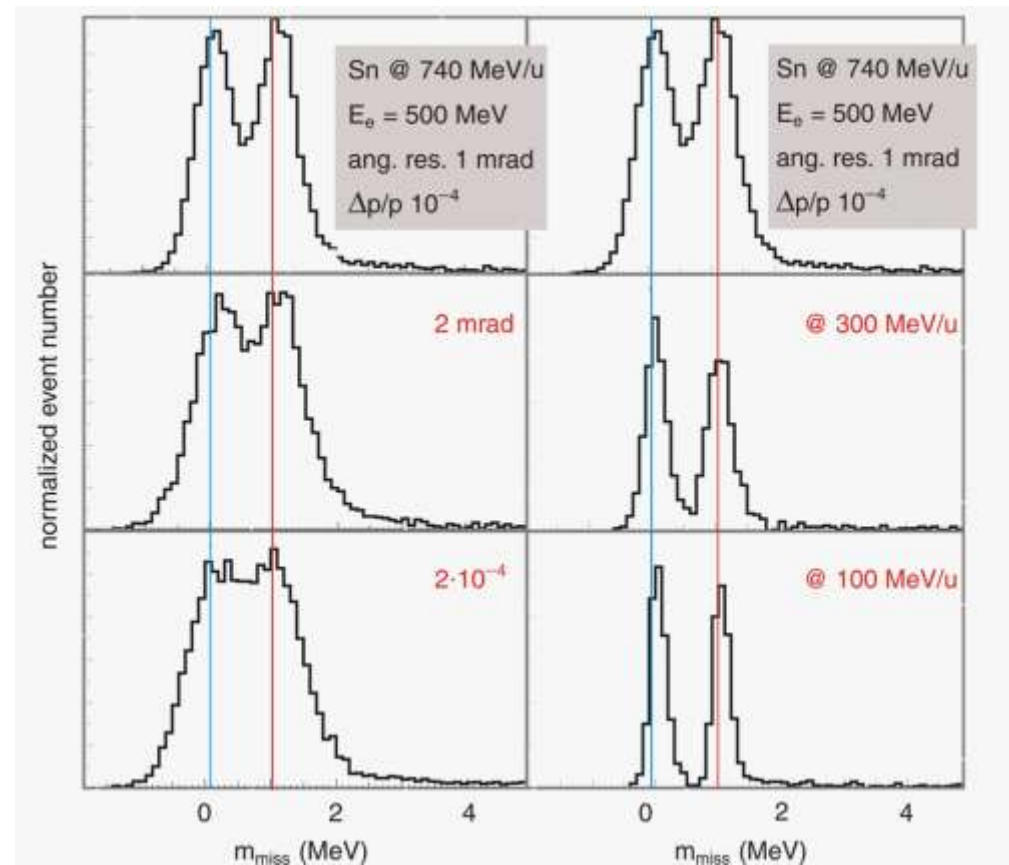 Sn @ 740 MeV/u
E_e = 500 MeV
ang. res. 1 mrad
Δp/p 10⁻⁴
Sn @ 740 MeV/u
E_e = 500 MeV
ang. res. 1 mrad
Δp/p 10⁻⁴
normalized event number
2 mrad
@ 300 MeV/u
2·10⁻⁴
@ 100 MeV/u
0 2 4
0 2 4
m_miss (MeV)
m_miss (MeV)